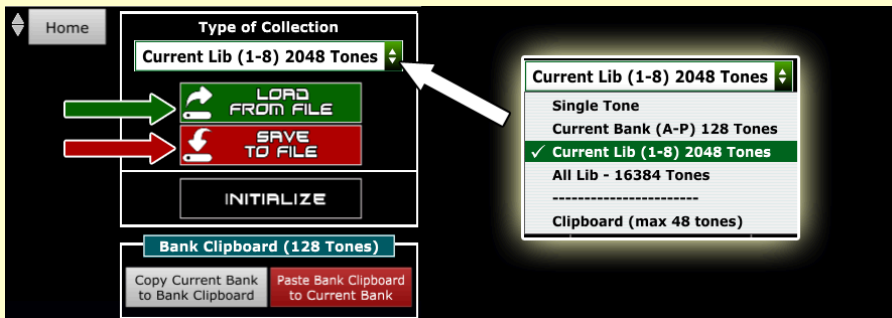 Home
Type of Collection
Current Lib (1-8) 2048 Tones
LOAD
FROM FILE
SAVE
TO FILE
INITIALIZE
Bank Clipboard (128 Tones)
Copy Current Bank
to Bank Clipboard
Paste Bank Clipboard
to Current Bank
Current Lib (1-8) 2048 Tones
Single Tone
Current Bank (A-P) 128 Tones
✓ Current Lib (1-8) 2048 Tones
All Lib - 16384 Tones
-----------------------
Clipboard (max 48 tones)